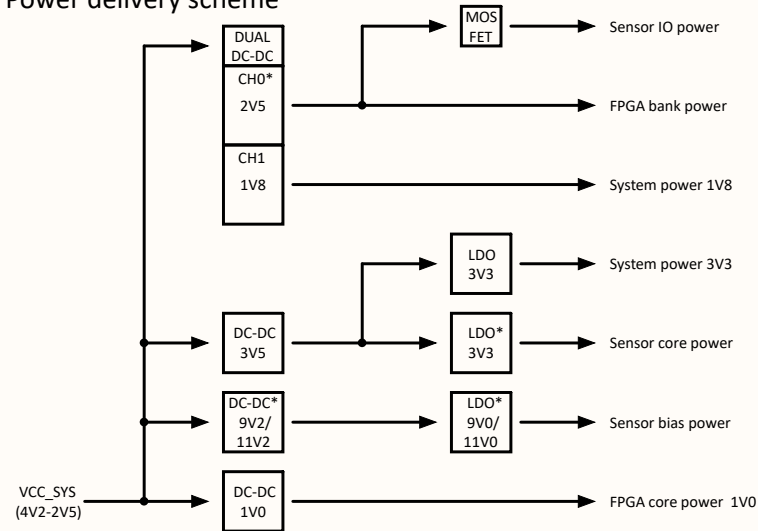 Power delivery scheme
DUAL
DC-DC
CH0*
2V5
CH1
1V8
MOS
FET
Sensor IO power
FPGA bank power
System power 1V8
LDO
3V3
System power 3V3
DC-DC
3V5
LDO*
3V3
Sensor core power
DC-DC*
9V2/
11V2
LDO*
9V0/
11V0
Sensor bias power
VCC_SYS
(4V2-2V5)
DC-DC
1V0
FPGA core power 1V0